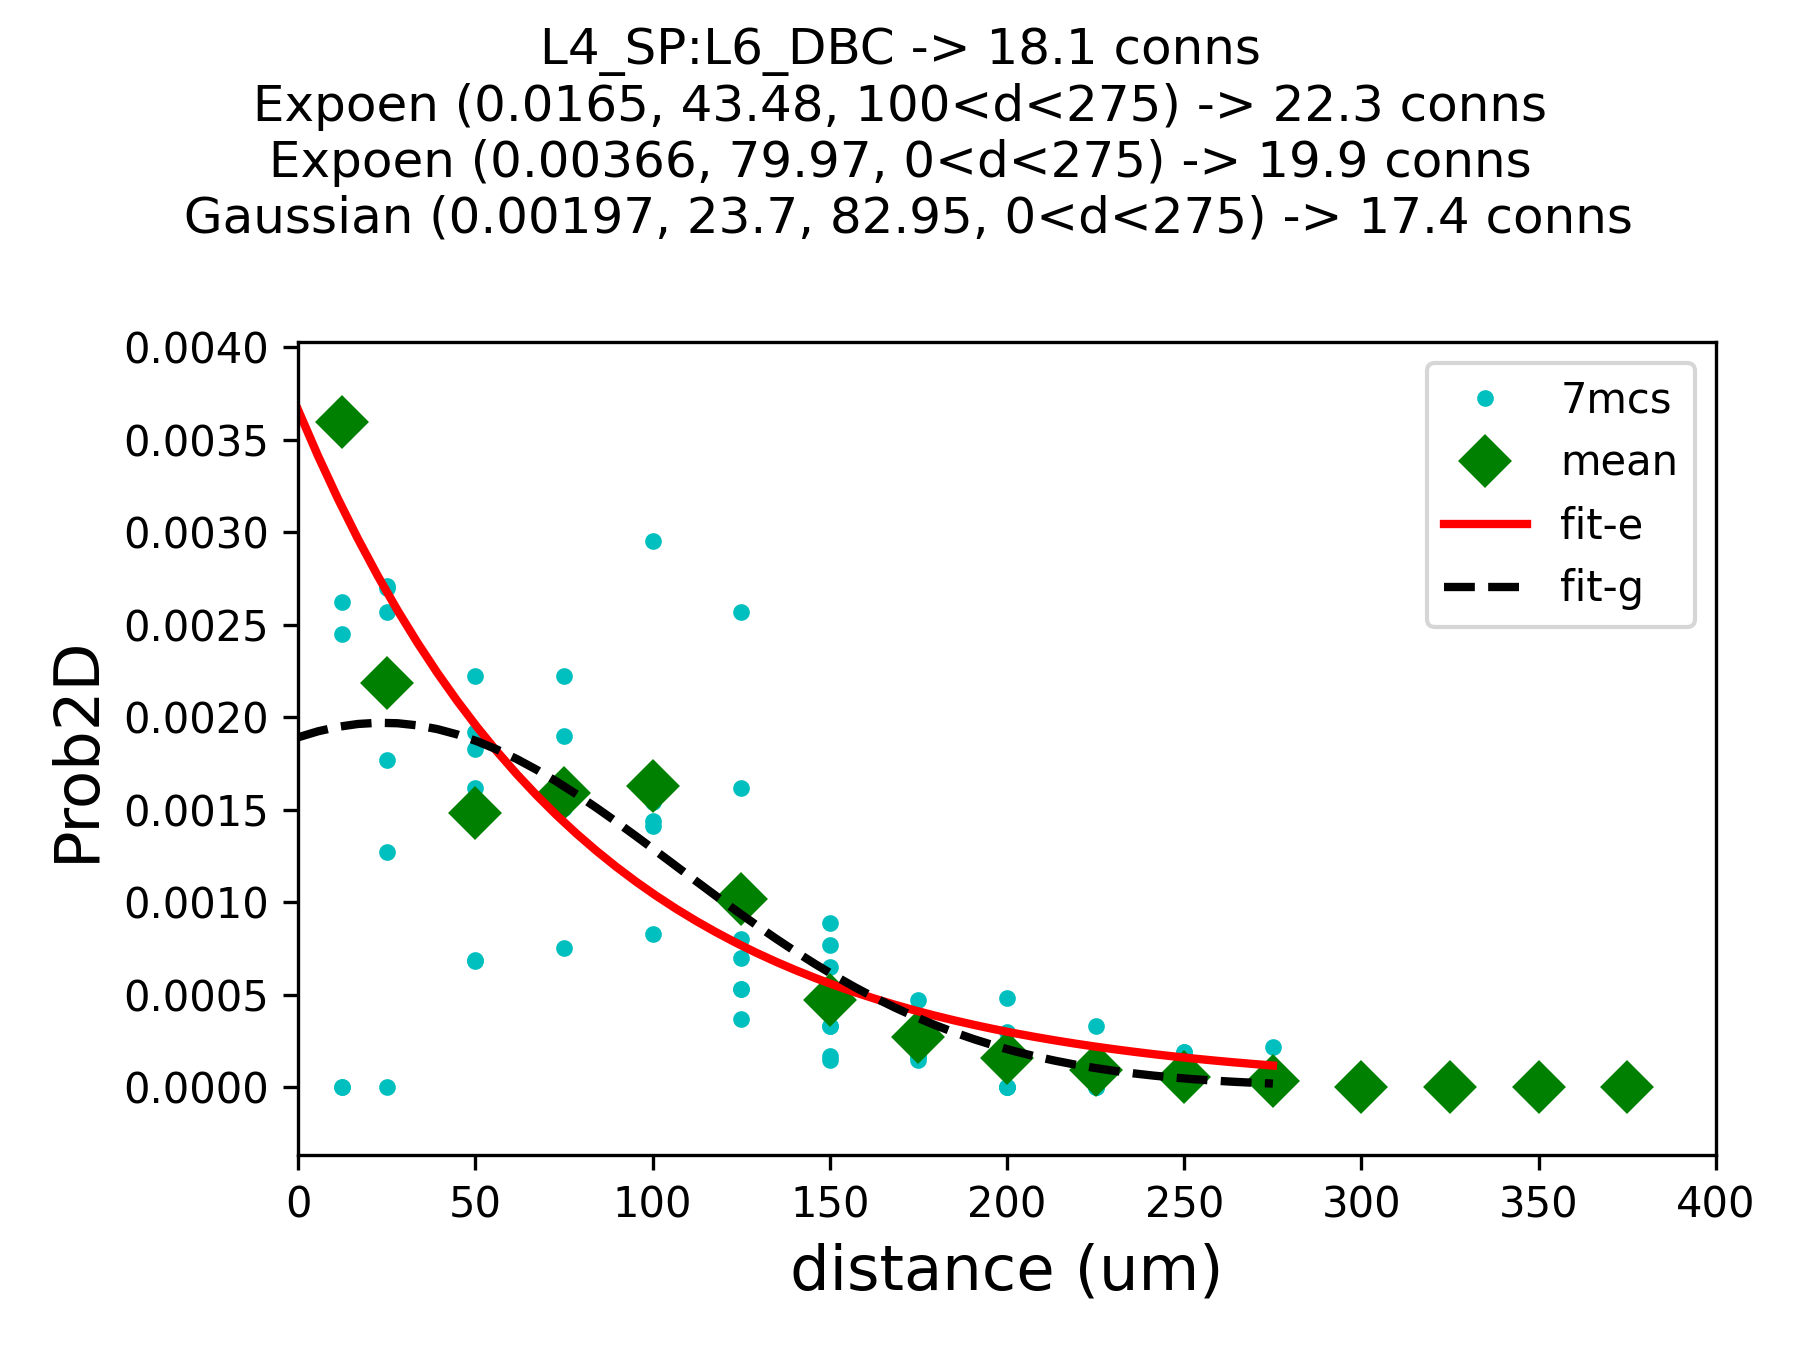 L4_SP:L6_DBC -> 18.1 conns
Expoen (0.0165, 43.48, 100<d<275) -> 22.3 conns
Expoen (0.00366, 79.97, 0<d<275) -> 19.9 conns
Gaussian (0.00197, 23.7, 82.95, 0<d<275) -> 17.4 conns
0.0040
0.0035
0.0030
0.0025
0.0020
0.0015
0.0010
0.0005
0.0000
Prob2D
7mcs
mean
fit-e
fit-g
0 50 100 150 200 250 300 350 400
distance (um)